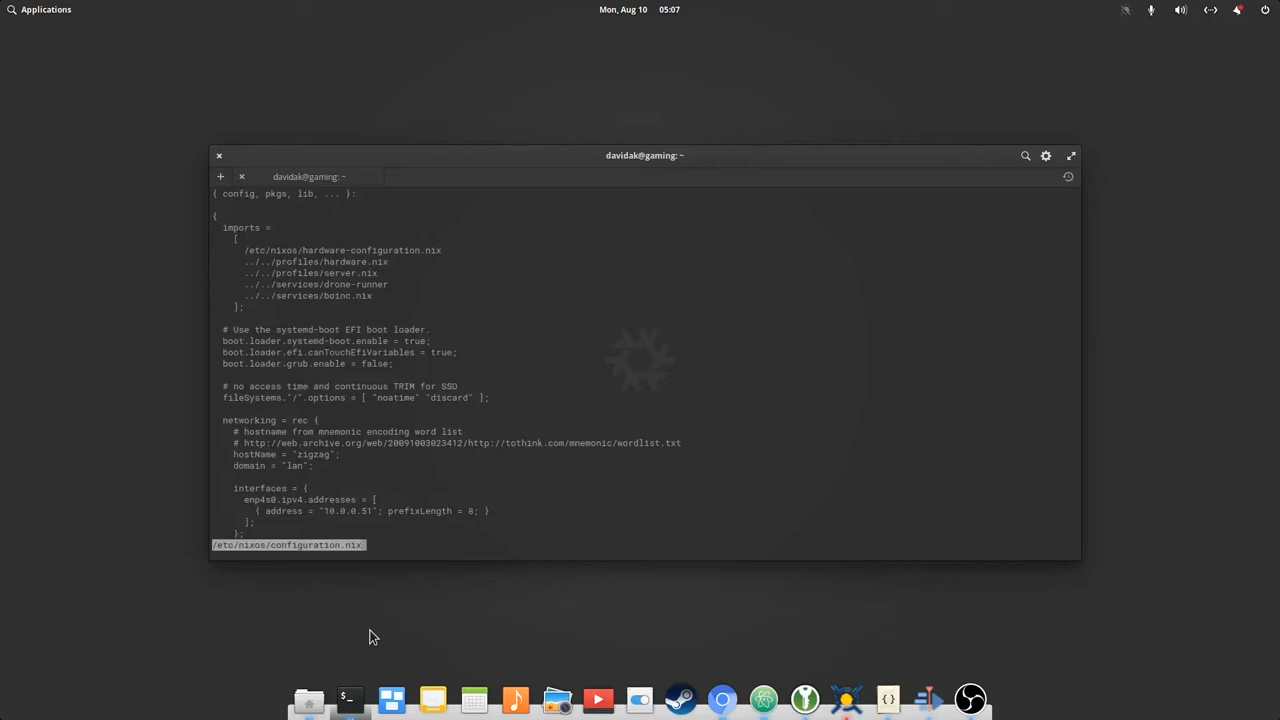 Applications
Mon, Aug 10 05:07
davidak@gaming: ~
davidak@gaming: ~
{ config, pkgs, lib, ... }:
{
imports =
[
/etc/nixos/hardware-configuration.nix
../../profiles/hardware.nix
../../profiles/server.nix
../../services/drone-runner
../../services/boinc.nix
];
# Use the systemd-boot EFI boot loader.
boot.loader.systemd-boot.enable = true;
boot.loader.efi.canTouchEfiVariables = true;
boot.loader.grub.enable = false;
# no access time and continuous TRIM for SSD
fileSystems."/".options = [ "noatime" "discard" ];
networking = rec {
# hostname from mnemonic encoding word list
# http://web.archive.org/web/20091003023412/http://tothink.com/mnemonic/wordlist.txt
hostName = "zigzag";
domain = "lan";
interfaces = {
enp4s0.ipv4.addresses = [
{ address = "10.0.0.51"; prefixLength = 8; }
];
};
/etc/nixos/configuration.nix
$ _
{ }